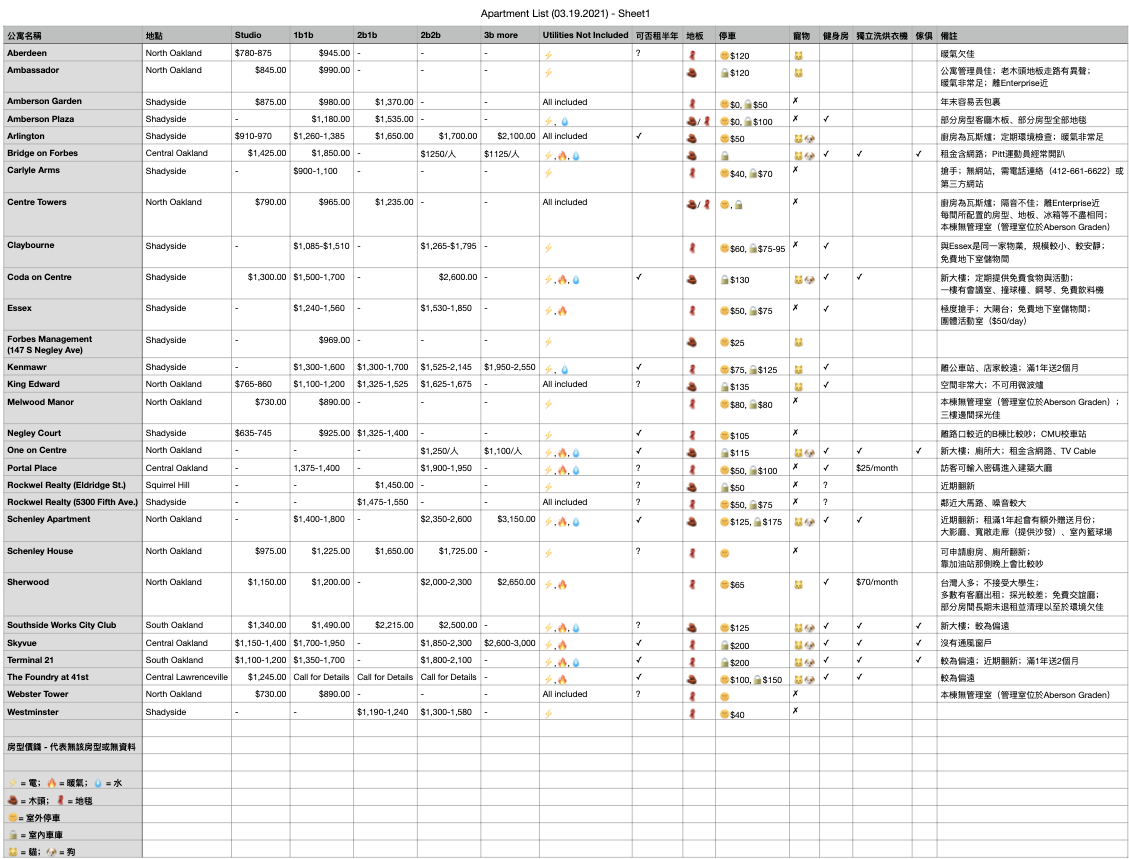 Apartment List (03.19.2021) - Sheet1
公寓名稱 地點 Studio 1b1b 2b1b 2b2b 3b more Utilities Not Included 可否租半年 地板 停車 寵物 健身房 獨立洗烘衣機 傢俱 備註
Aberdeen North Oakland $780-875 $945.00 - - - ⚡ ? 🧣 🌞$120 🐱 暖氣欠佳
Ambassador North Oakland $845.00 $990.00 - - - ⚡ 🌰 🔒$120 🐱 公寓管理員佳；老木頭地板走路有異聲；
暖氣非常足；離Enterprise近
Amberson Garden Shadyside $875.00 $980.00 $1,370.00 - - All included 🧣 🌞$0, 🔒$50 ✗ 年末容易丟包裹
Amberson Plaza Shadyside - $1,180.00 $1,535.00 - - ⚡, 💧 🌰/🧣 🌞$0, 🔒$100 ✗ ✓ 部分房型客廳木板、部分房型全部地毯
Arlington Shadyside $910-970 $1,260-1,385 $1,650.00 $1,700.00 $2,100.00 All included ✓ 🌰 🌞$50 🐱🐶 廚房為瓦斯爐；定期環境檢查；暖氣非常足
Bridge on Forbes Central Oakland $1,425.00 $1,850.00 - $1250/人 $1125/人 ⚡,🔥,💧 🌰 🔒 🐱🐶 ✓ ✓ ✓ 租金含網路；Pitt運動員經常開趴
Carlyle Arms Shadyside $900-1,100 - - - ⚡ 🧣 🌞$40, 🔒$70 ✗ 搶手；無網站，需電話連絡（412-661-6622）或
第三方網站
Centre Towers North Oakland $790.00 $965.00 $1,235.00 - - All included 🌰/🧣 🌞,🔒 ✗ 廚房為瓦斯爐；隔音不佳；離Enterprise近
每間所配置的房型、地板、冰箱等不盡相同；
本棟無管理室（管理室位於Aberson Graden）
Claybourne Shadyside - $1,085-$1,510 - $1,265-$1,795 - ⚡ 🧣 🌞$60, 🔒$75-95 ✗ ✓ 與Essex是同一家物業，規模較小、較安靜；
免費地下室儲物間
Coda on Centre Shadyside $1,300.00 $1,500-1,700 - $2,600.00 - ⚡,🔥,💧 ✓ 🌰 🔒$130 🐱🐶 ✓ ✓ 新大樓；定期提供免費食物與活動；
一樓有會議室、撞球檯、鋼琴、免費飲料機
Essex Shadyside - $1,240-1,560 - $1,530-1,850 - ⚡,🔥 🧣 🌞$50, 🔒$75 ✗ ✓ 極度搶手；大陽台；免費地下室儲物間；
團體活動室（$50/day）
Forbes Management
(147 S Negley Ave) Shadyside - $969.00 - - - ⚡ 🌰 🌞$25 🐱
Kenmawr Shadyside - $1,300-1,600 $1,300-1,700 $1,525-2,145 $1,950-2,550 ⚡, 💧 ✓ 🧣 🌞$75, 🔒$125 ✗ ✓ 離公車站、店家較遠；滿1年送2個月
King Edward North Oakland $765-860 $1,100-1,200 $1,325-1,525 $1,625-1,675 - All included ? 🌰 🔒$135 🐱 ✓ 空間非常大；不可用微波爐
Melwood Manor North Oakland $730.00 $890.00 - - - ⚡ 🧣 🌞$80, 🔒$80 ✗ 本棟無管理室（管理室位於Aberson Graden）；
三樓邊間採光佳
Negley Court Shadyside $635-745 $925.00 $1,325-1,400 - - ⚡ ✓ 🧣 🌞$105 ✗ 離路口較近的B棟比較吵；CMU校車站
One on Centre North Oakland - - - $1,250/人 $1,100/人 ⚡,🔥,💧 ✓ 🌰 🔒$115 🐱🐶 ✓ ✓ ✓ 新大樓；廁所大；租金含網路、TV Cable
Portal Place Central Oakland 1,375-1,400 - $1,900-1,950 - ⚡,🔥,💧 ? 🧣 🌞$50, 🔒$100 ✗ ✓ $25/month 訪客可輸入密碼進入建築大廳
Rockwel Realty (Eldridge St.) Squirrel Hill $1,450.00 - - ⚡ ? 🌰 🔒$50 ✗ ? 近期翻新
Rockwel Realty (5300 Fifth Ave.) Shadyside - - $1,475-1,550 All included ? 🧣 🌞$50, 🔒$75 ✗ ? 鄰近大馬路、噪音較大
Schenley Apartment North Oakland - $1,400-1,800 - $2,350-2,600 $3,150.00 ⚡,🔥,💧 ✓ 🌰 🌞$125, 🔒$175 🐱🐶 ✓ ✓ 近期翻新；租滿1年起會有額外贈送月份；
大影廳、寬敞走廊（提供沙發）、室內籃球場
Schenley House North Oakland $975.00 $1,225.00 $1,650.00 $1,725.00 - ⚡ ? 🧣 🌞 ✗ 可申請廚房、廁所翻新；
靠加油站那側晚上會比較吵
Sherwood North Oakland $1,150.00 $1,200.00 - $2,000-2,300 $2,650.00 ⚡,🔥 🧣 🌞$65 🐱 ✓ $70/month 台灣人多；不接受大學生；
多數有客廳出租；採光較差；免費交誼廳；
部分房間長期未退租並清理以至於環境欠佳
Southside Works City Club South Oakland $1,340.00 $1,490.00 $2,215.00 $2,500.00 - ⚡,🔥,💧 ? 🌰 🌞$125 🐱🐶 ✓ ✓ ✓ 新大樓；較為偏遠
Skyvue Central Oakland $1,150-1,400 $1,700-1,950 - $1,850-2,300 $2,600-3,000 ⚡,🔥 ✓ 🧣 🔒$200 🐱🐶 ✓ ✓ ✓ 沒有通風窗戶
Terminal 21 South Oakland $1,100-1,200 $1,350-1,700 - $1,800-2,100 - ⚡,🔥,💧 ✓ 🧣 🔒$200 🐱🐶 ✓ ✓ ✓ 較為偏遠；近期翻新；滿1年送2個月
The Foundry at 41st Central Lawrenceville $1,245.00 Call for Details Call for Details Call for Details - ⚡,🔥 ✓ 🌰 🌞$100, 🔒$150 🐱🐶 ✓ ✓ 較為偏遠
Webster Tower North Oakland $730.00 $890.00 - - - All included ? 🧣 🌞 ✗ 本棟無管理室（管理室位於Aberson Graden）
Westminster Shadyside - - $1,190-1,240 $1,300-1,580 - ⚡ 🧣 🌞$40 ✗
房型價錢 - 代表無該房型或無資料
⚡ = 電； 🔥 = 暖氣； 💧 = 水
🌰 = 木頭； 🧣 = 地毯
🌞= 室外停車
🔒 = 室內車庫
🐱 = 貓； 🐶 = 狗